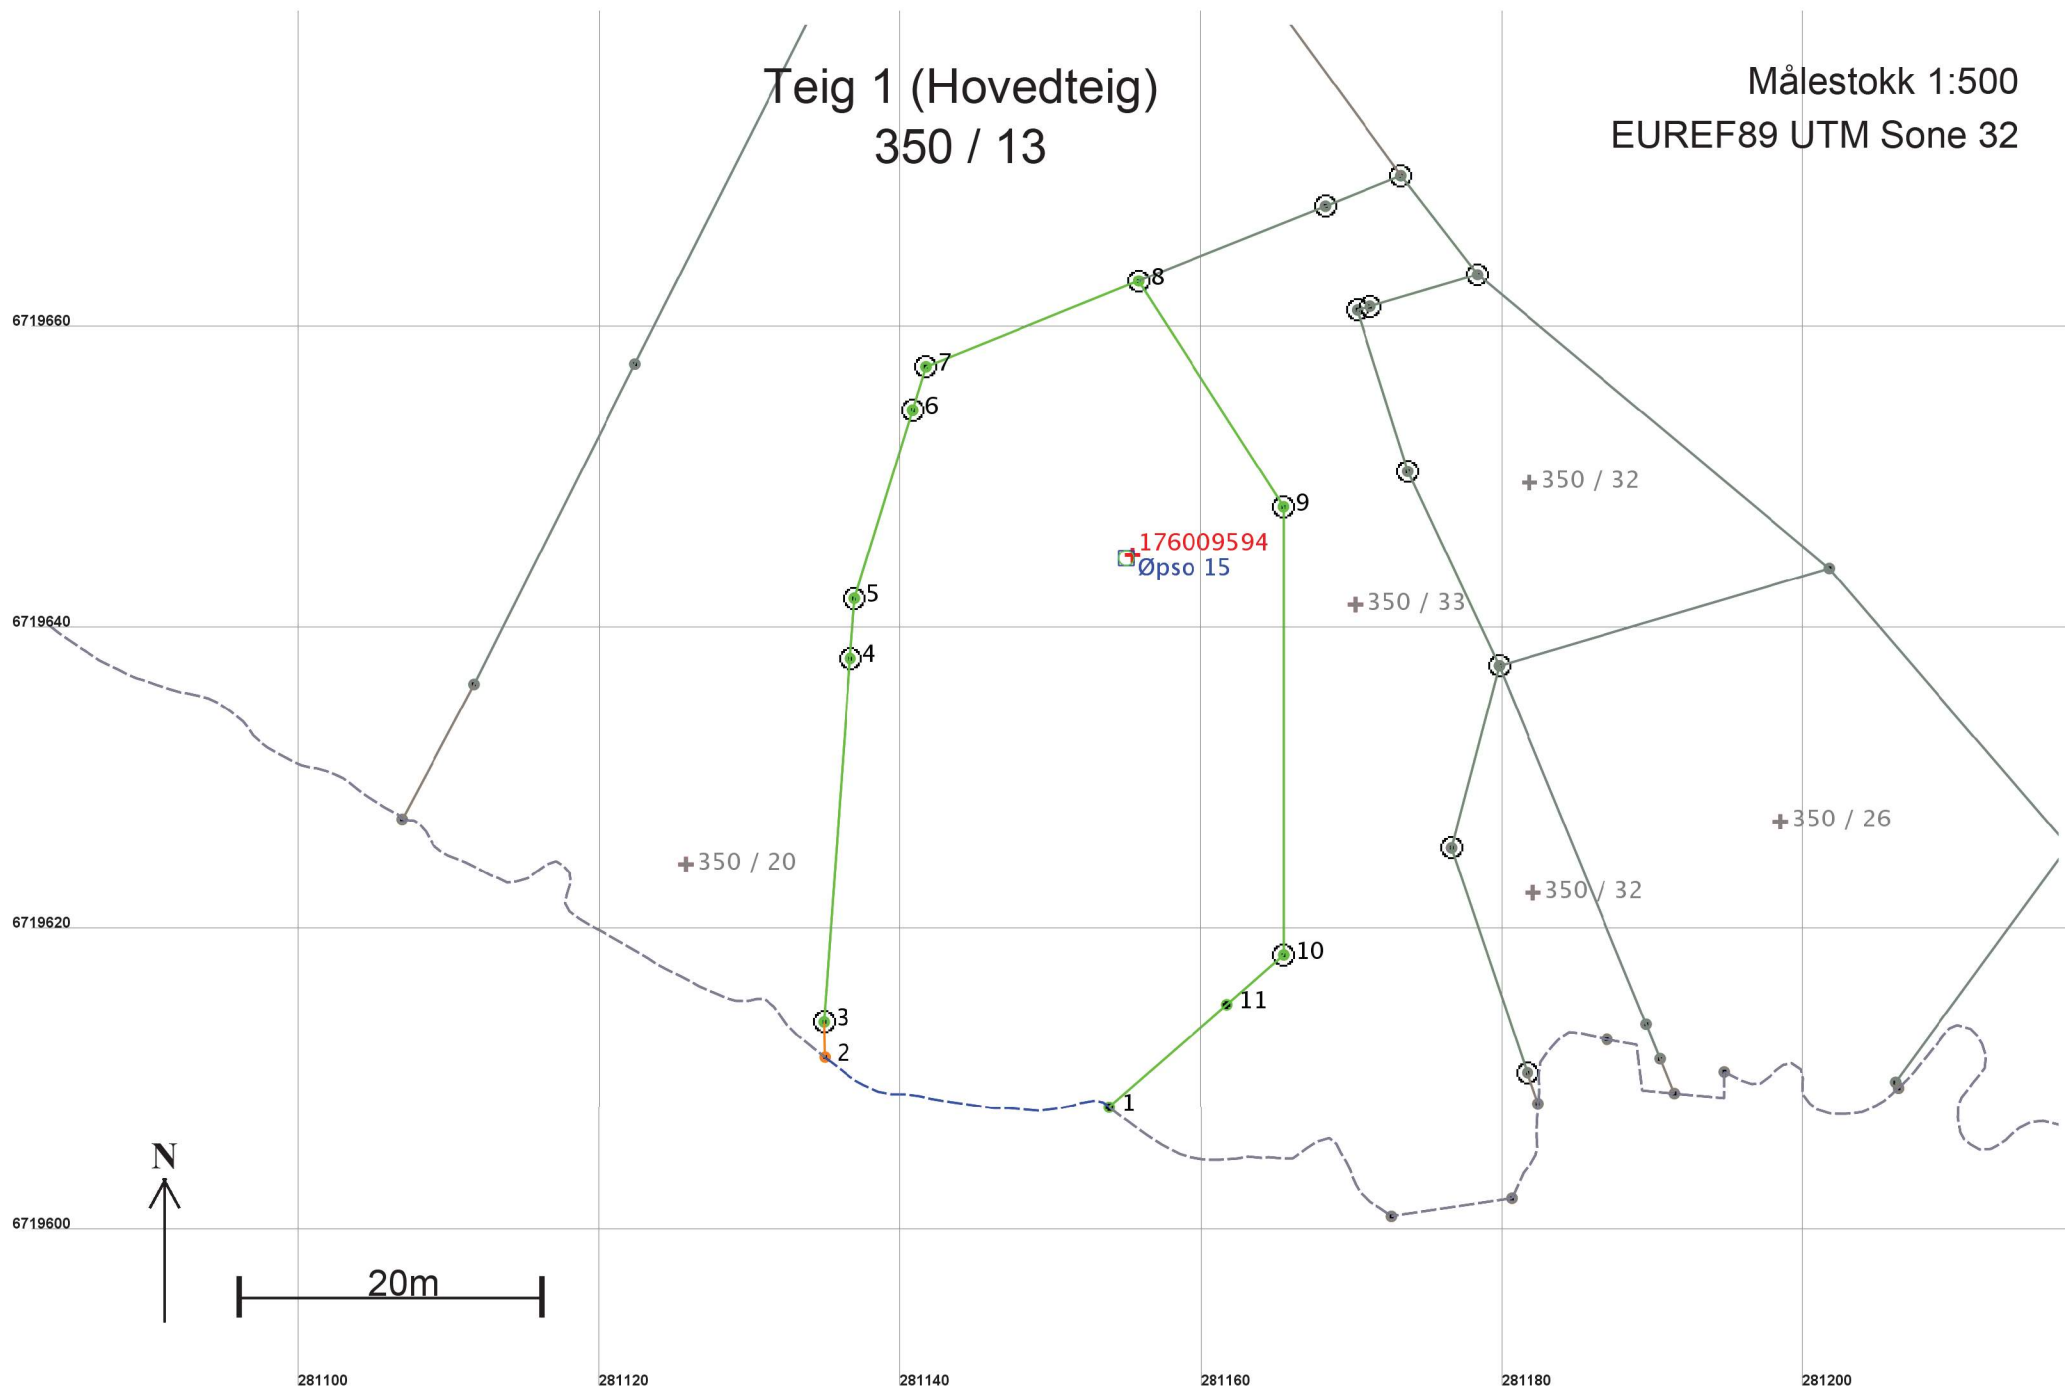 Teig 1 (Hovedteig)
350 / 13
Målestokk 1:500
EUREF89 UTM Sone 32
8
6719660
7
6
350 / 32
9
176009594
Øpso 15
5
350 / 33
6719640
4
350 / 26
350 / 20
350 / 32
6719620
10
11
3
2
1
N
6719600
20m
281100
281120
281140
281160
281180
281200